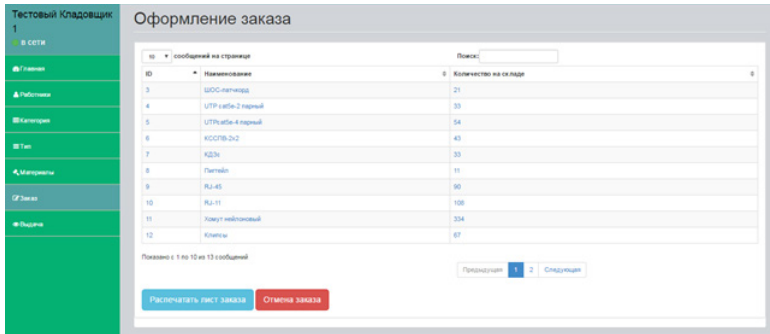 Тестовый Кладовщик
1
в сети
Главная
Работники
Категория
Тип
Материалы
Заказ
Выдача
Оформление заказа
10 сообщений на странице
Поиск:
ID Наименование Количество на складе
3 ШОС-патчкорд 21
4 UTP cat5e-2 парный 33
5 UTPcat5e-4 парный 54
6 КССПВ-2x2 43
7 КДЗс 33
8 Пигтейл 11
9 RJ-45 90
10 RJ-11 100
11 Хомут нейлоновый 334
12 Клипсы 67
Показано с 1 по 10 из 13 сообщений
Предыдущая 1 2 Следующая
Распечатать лист заказа Отмена заказа